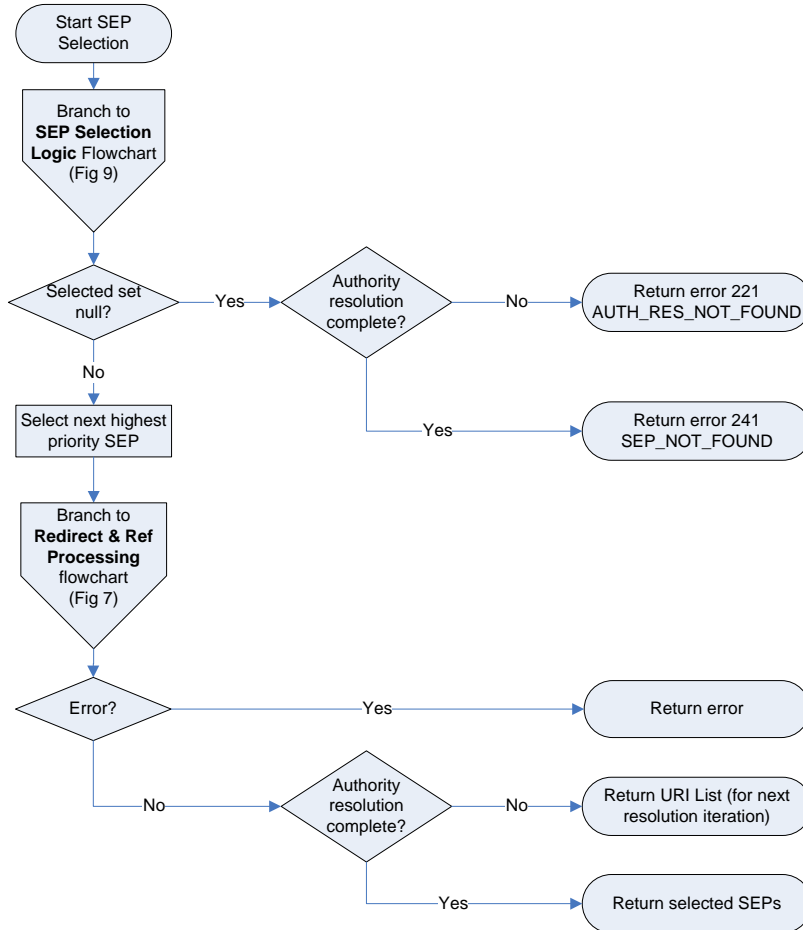 Start SEP
Selection
Branch to
SEP Selection
Logic Flowchart
(Fig 9)
Selected set
null?
Yes
Authority
resolution
complete?
No
Return error 221
AUTH_RES_NOT_FOUND
Yes
Return error 241
SEP_NOT_FOUND
No
Select next highest
priority SEP
Branch to
Redirect & Ref
Processing
flowchart
(Fig 7)
Error?
Yes
Return error
No
Authority
resolution
complete?
No
Return URI List (for next
resolution iteration)
Yes
Return selected SEPs